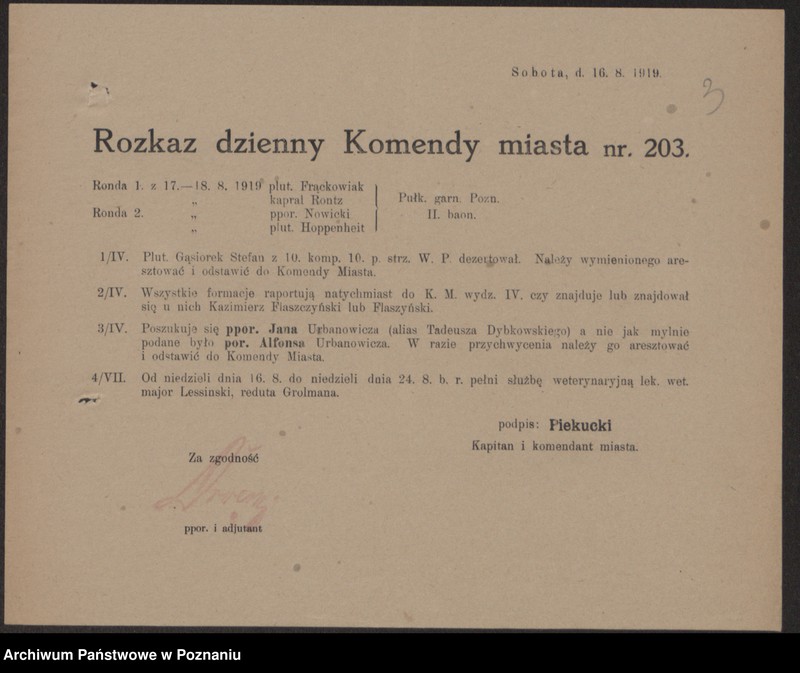 Sobota, d. 16. 8. 1919.
3
Rozkaz dzienny Komendy miasta nr. 203.
Ronda 1. z 17.—18. 8. 1919 plut. Frąckowiak
„ kapral Rontz
Ronda 2. „ ppor. Nowicki
„ plut. Hoppenheit
Pułk. garn. Pozn.
II. baon.
1/IV. Plut. Gąsiorek Stefan z 10. komp. 10. p. strz. W. P. dezertował. Należy wymienionego are-
sztować i odstawić do Komendy Miasta.
2/IV. Wszystkie formacje raportują natychmiast do K. M. wydz. IV. czy znajduje lub znajdował
się u nich Kazimierz Flaszczyński lub Flaszyński.
3/IV. Poszukuje się ppor. Jana Urbanowicza (alias Tadeusza Dybkowskiego) a nie jak mylnie
podane było por. Alfonsa Urbanowicza. W razie przychwycenia należy go aresztować
i odstawić do Komendy Miasta.
4/VII. Od niedzieli dnia 16. 8. do niedzieli dnia 24. 8. b. r. pełni służbę weterynaryjną lek. wet.
major Lessinski, reduta Grolmana.
podpis: Piekucki
Kapitan i komendant miasta.
Za zgodność
ppor. i adjutant
Archiwum Państwowe w Poznaniu